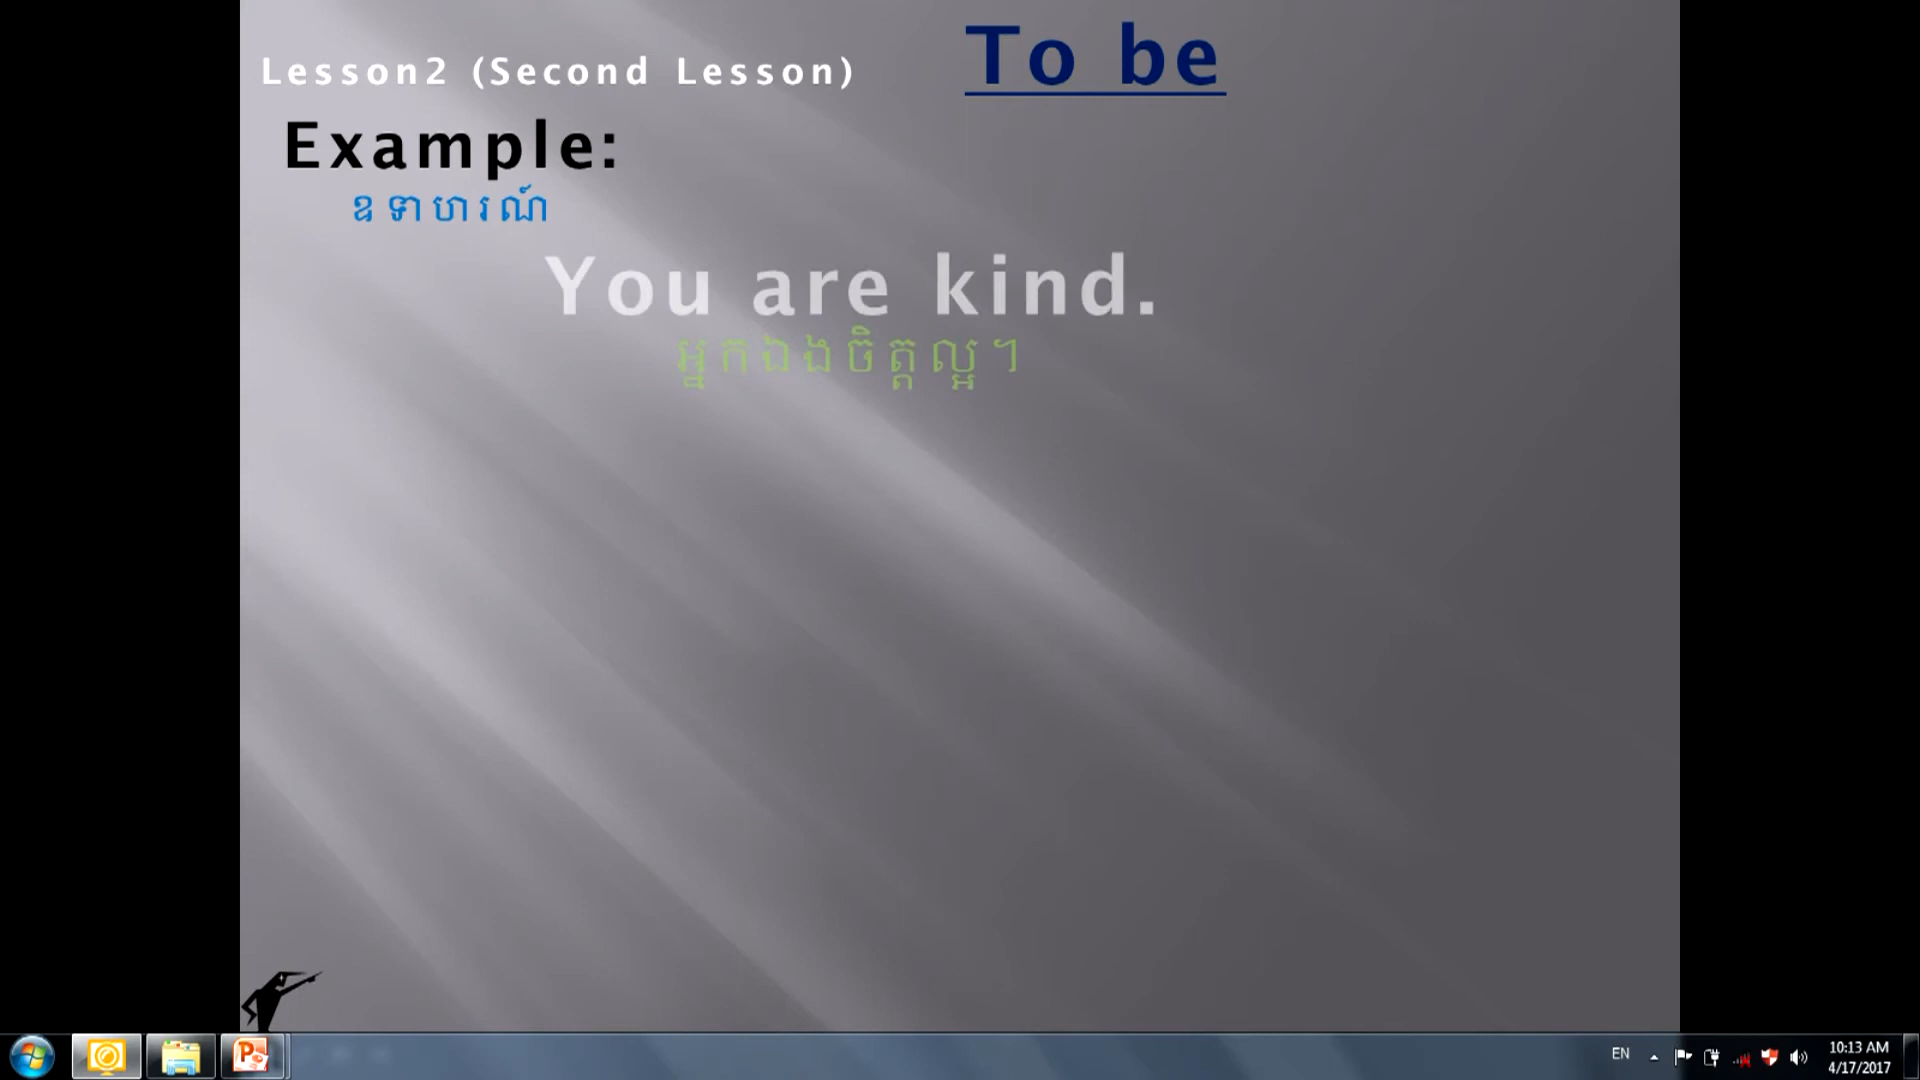 To be
Lesson2 (Second Lesson)
Example:
ឧទាហរណ៍
You are kind.
អ្នកឯងចិត្តល្អ។
EN
10:13 AM
4/17/2017